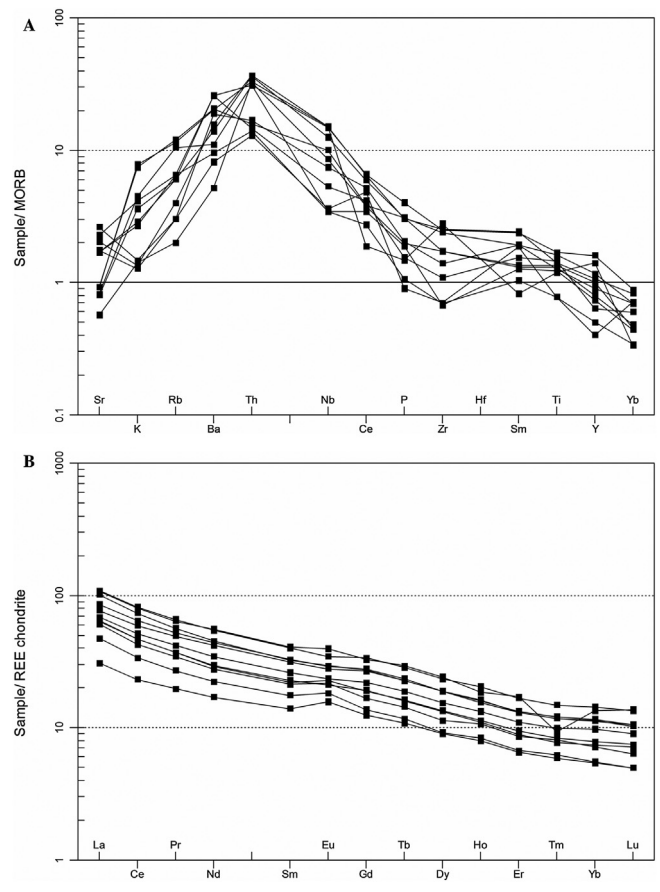 A
100
10
1
0.1
Sample/ MORB
Sr Rb Th Nb P Hf Ti Yb
K Ba Ce Zr Sm Y
B
1000
100
10
1
Sample/ REE chondrite
La Pr Eu Tb Ho Tm Lu
Ce Nd Sm Gd Dy Er Yb